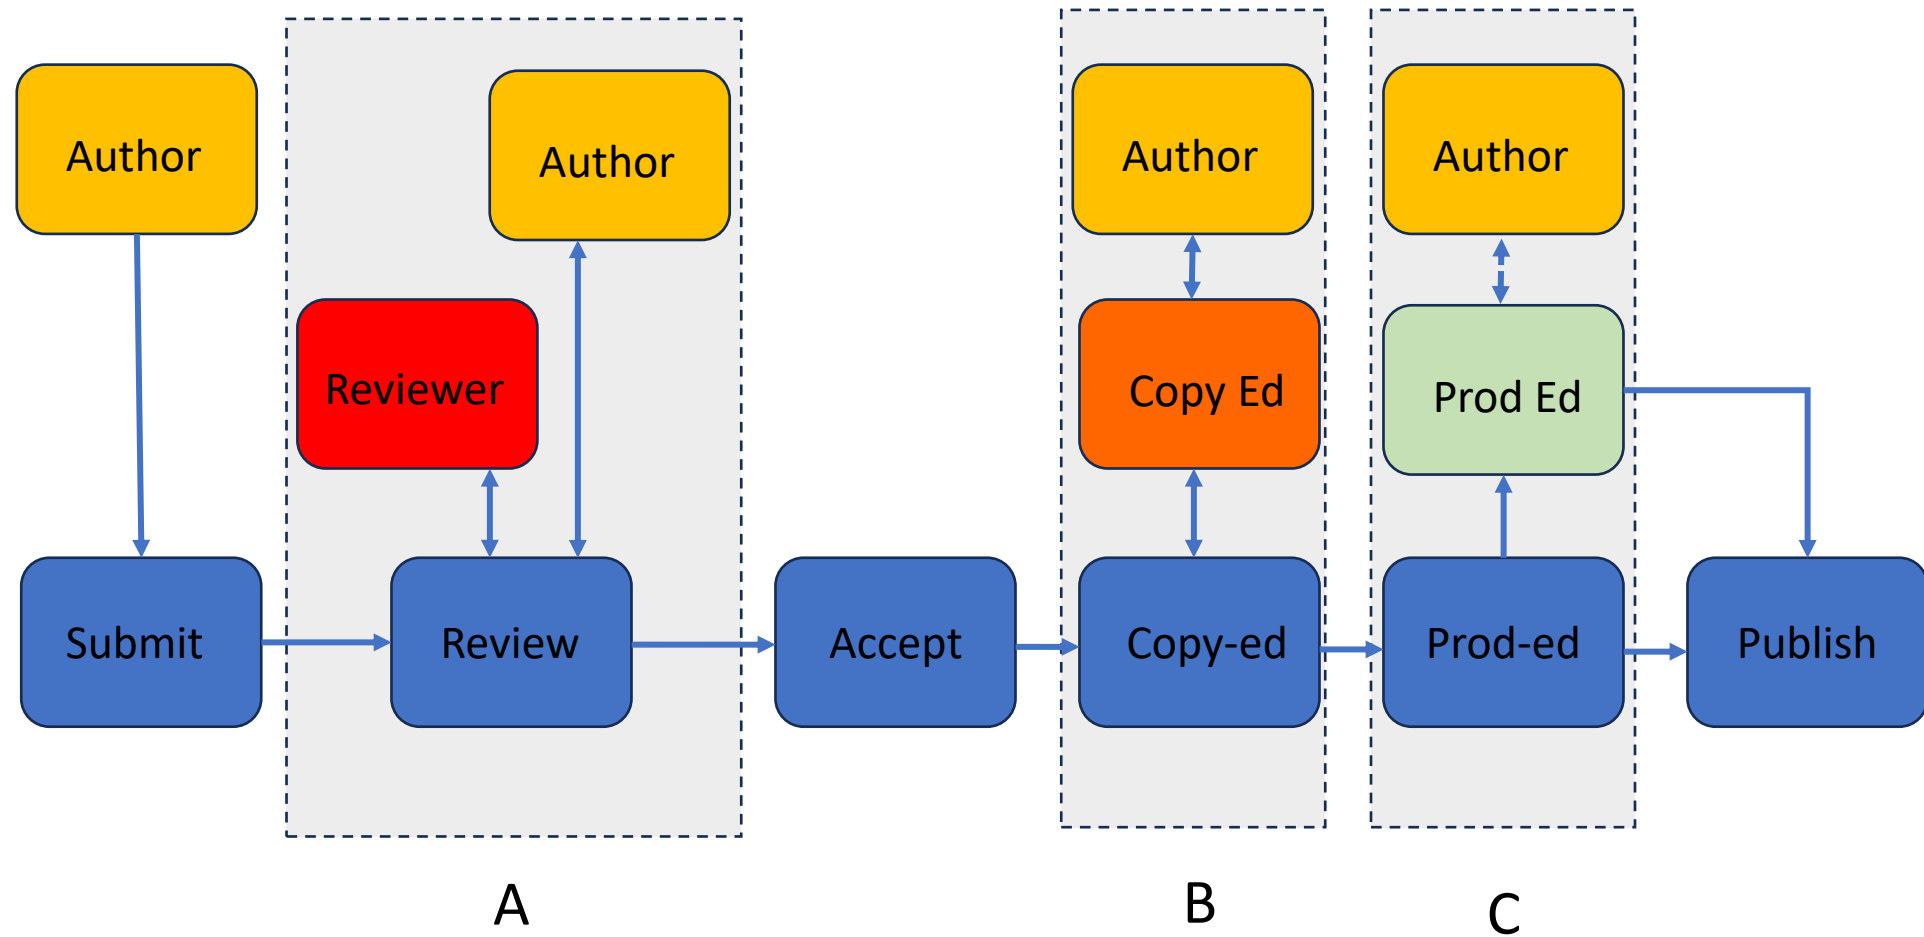 Author
Author
Author
Author
Reviewer
Copy Ed
Prod Ed
Submit
Review
Accept
Copy-ed
Prod-ed
Publish
A
B
C